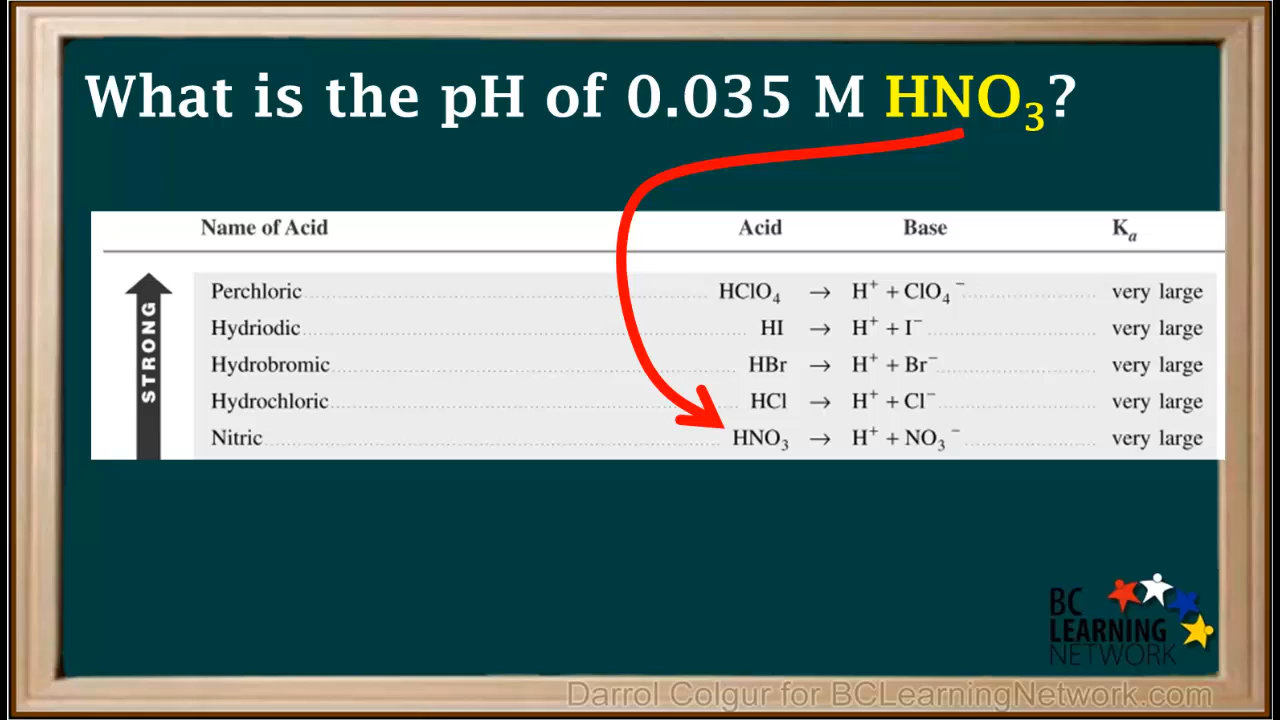 What is the pH of 0.035 M HNO₃?
Name of Acid Acid Base Kₐ
STRONG
Perchloric HClO₄ → H⁺ + ClO₄⁻ very large
Hydriodic HI → H⁺ + I⁻ very large
Hydrobromic HBr → H⁺ + Br⁻ very large
Hydrochloric HCl → H⁺ + Cl⁻ very large
Nitric HNO₃ → H⁺ + NO₃⁻ very large
BC
LEARNING
NETWORK
Darrol Colgur for BCLearningNetwork.com